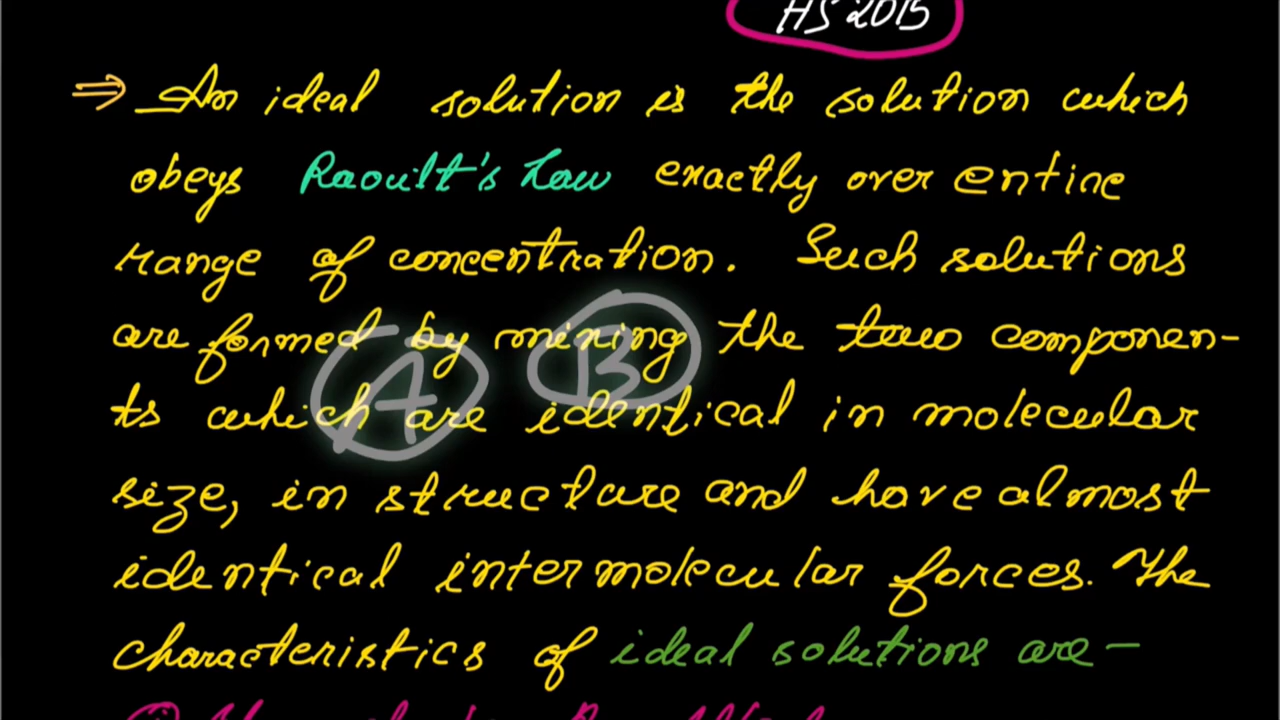 HS 2015
⇒ An ideal solution is the solution which
obeys Raoult's Law exactly over entire
range of concentration. Such solutions
are formed by mixing the two componen-
ts which are identical in molecular
size, in structure and have almost
identical intermolecular forces. The
characteristics of ideal solutions are-
A B